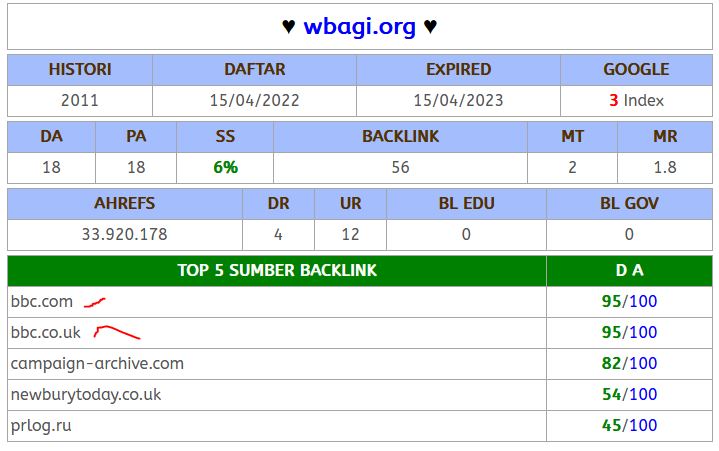 ♥ wbagi.org ♥
HISTORI DAFTAR EXPIRED GOOGLE
2011 15/04/2022 15/04/2023 3 Index
DA PA SS BACKLINK MT MR
18 18 6% 56 2 1.8
AHREFS DR UR BL EDU BL GOV
33.920.178 4 12 0 0
TOP 5 SUMBER BACKLINK D A
bbc.com 95/100
bbc.co.uk 95/100
campaign-archive.com 82/100
newburytoday.co.uk 54/100
prlog.ru 45/100